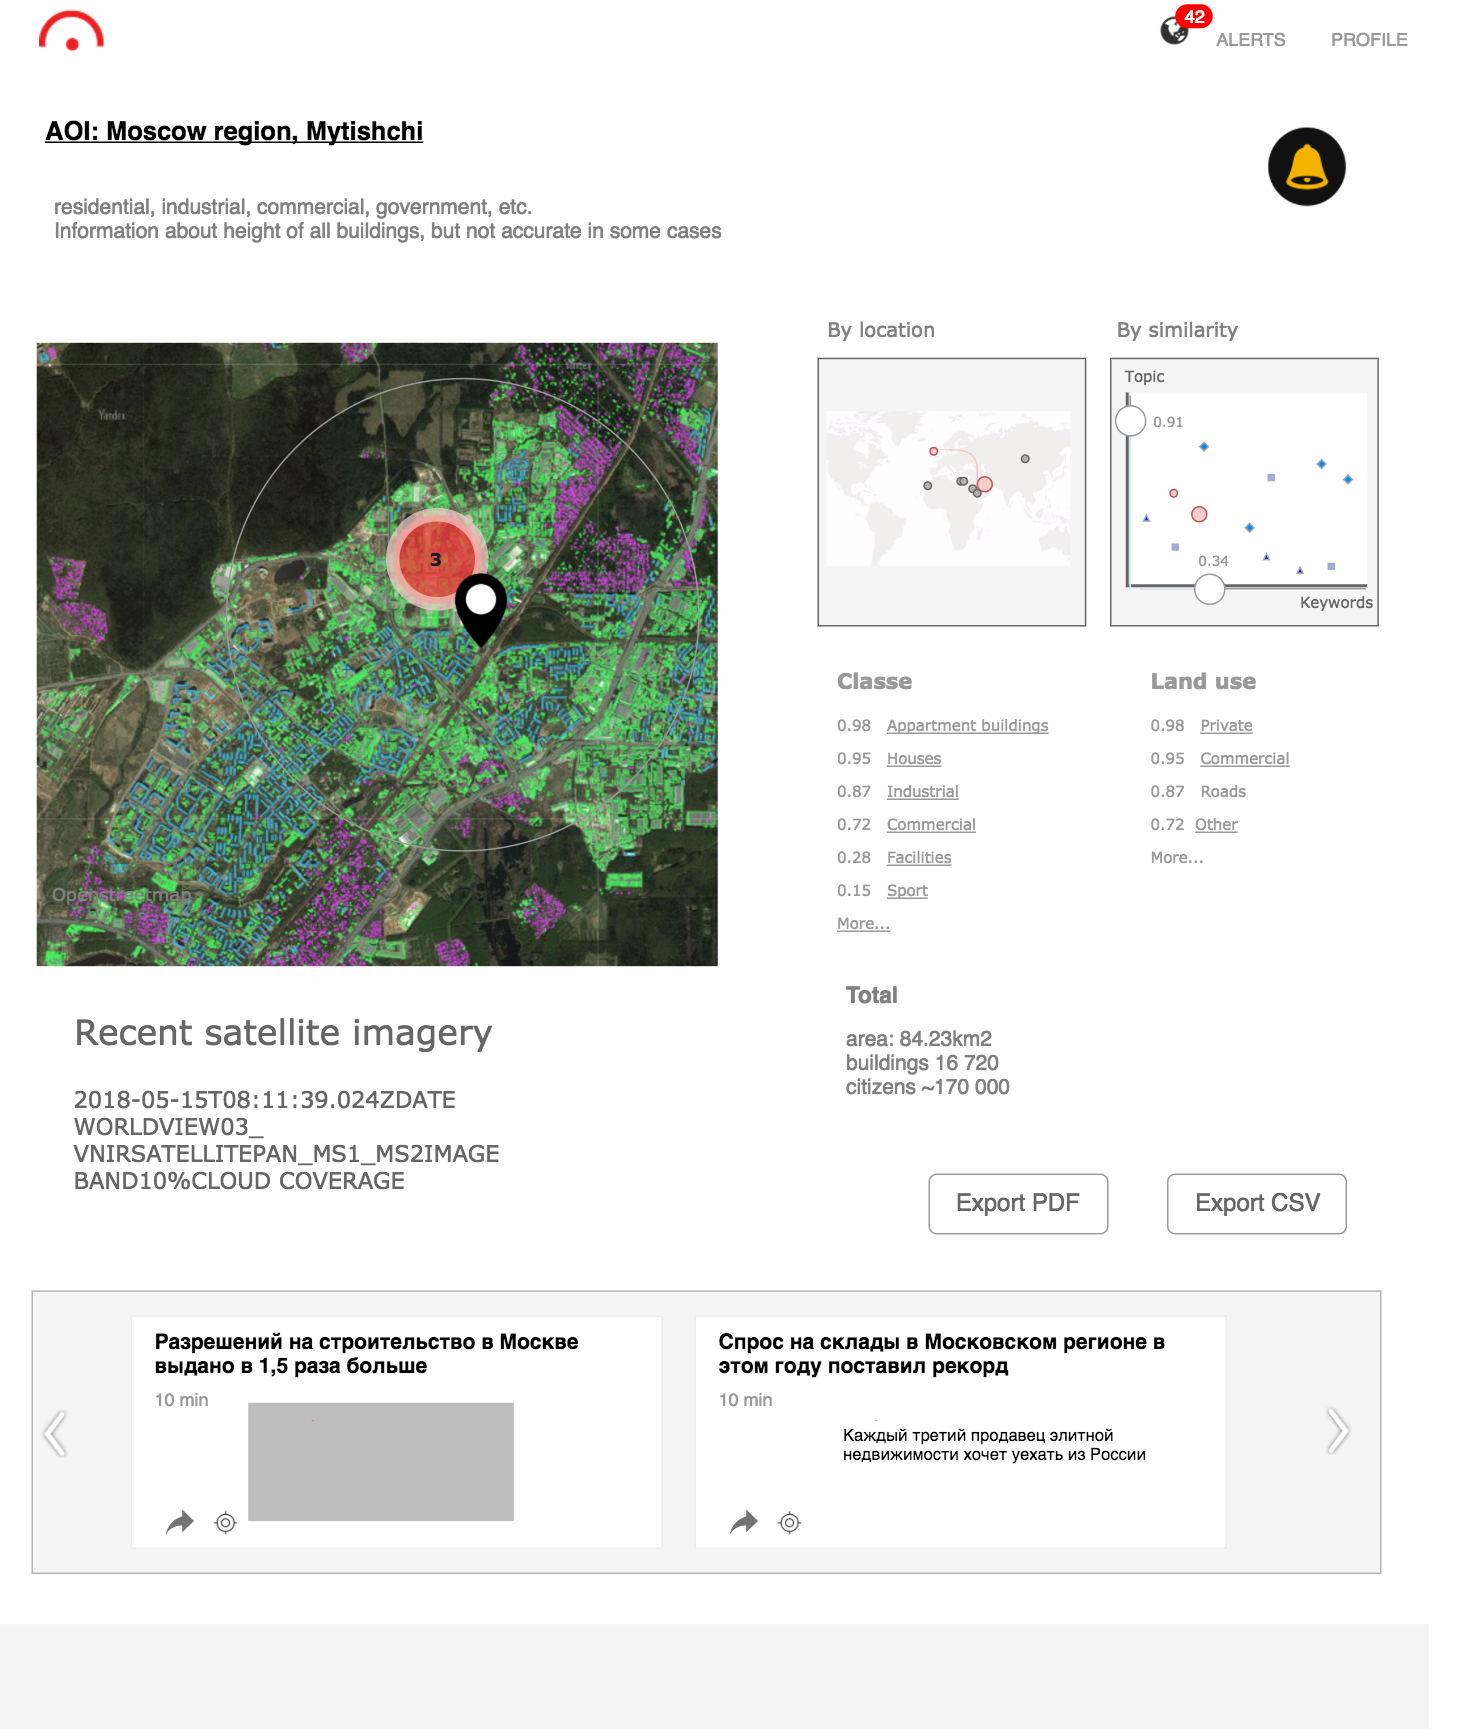 42
ALERTS
PROFILE
AOI: Moscow region, Mytishchi
residential, industrial, commercial, government, etc.
Information about height of all buildings, but not accurate in some cases
By location
By similarity
Yandex
Yandex
3
Openstreetmap
Topic
0.91
0.34
Keywords
Classe
0.98 Appartment buildings
0.95 Houses
0.87 Industrial
0.72 Commercial
0.28 Facilities
0.15 Sport
More...
Land use
0.98 Private
0.95 Commercial
0.87 Roads
0.72 Other
More...
Total
area: 84.23km2
buildings 16 720
citizens ~170 000
Recent satellite imagery
2018-05-15T08:11:39.024ZDATE
WORLDVIEW03_
VNIRSATELLITEPAN_MS1_MS2IMAGE
BAND10%CLOUD COVERAGE
Export PDF
Export CSV
Разрешений на строительство в Москве
выдано в 1,5 раза больше
10 min
Спрос на склады в Московском регионе в
этом году поставил рекорд
10 min
Каждый третий продавец элитной
недвижимости хочет уехать из России